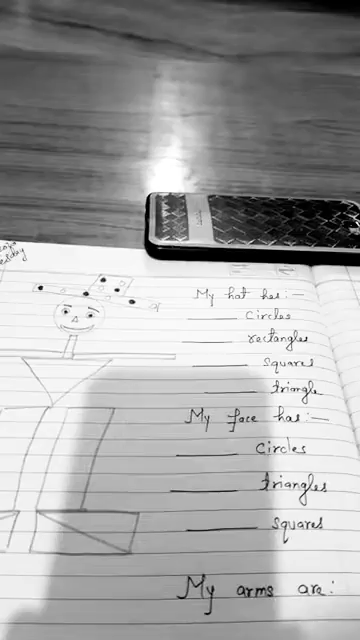 My hat has:-
_____ Circles
_____ rectangles
_____ squares
_____ triangle
My face has:-
_____ Circles
_____ triangles
_____ squares
My arms are: